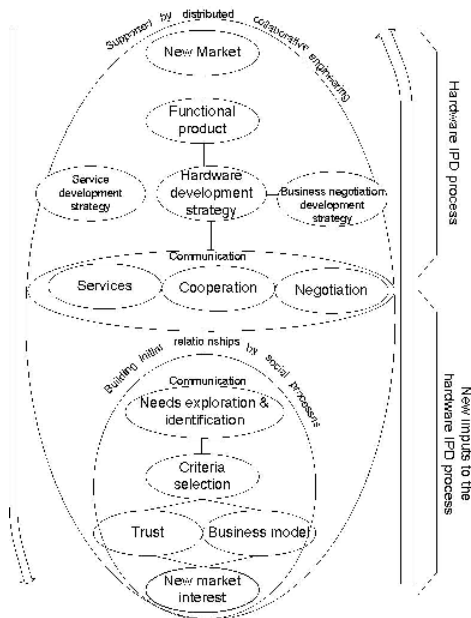 Supported by distributed collaborative engineering
New Market
Functional
product
Service
development
strategy
Hardware
development
strategy
Business negotiation
development
strategy
Communication
Services
Cooperation
Negotiation
Building initial relationships by social processes
Communication
Needs exploration &
identification
Criteria
selection
Trust
Business model
New market
interest
Hardware IPD process
New inputs to the
hardware IPD process